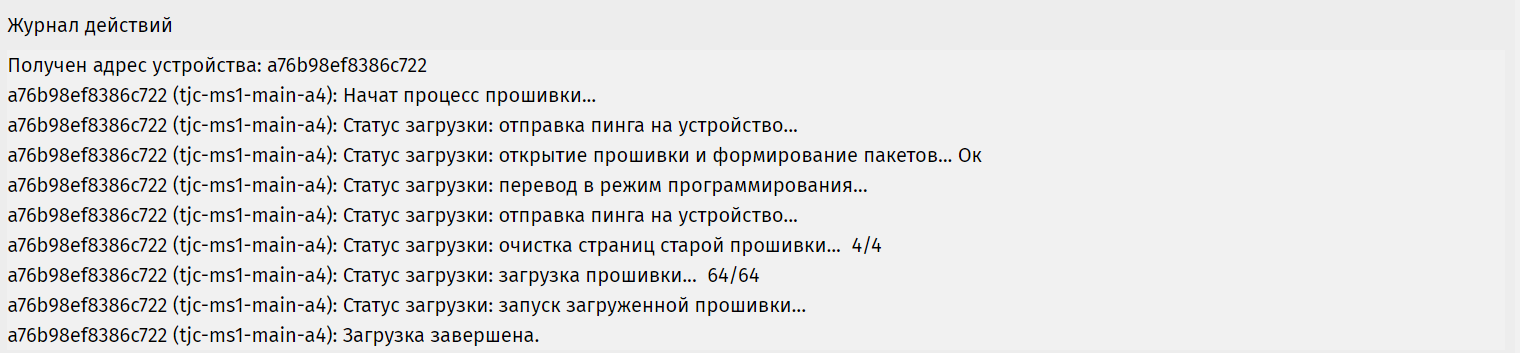 Журнал действий
Получен адрес устройства: a76b98ef8386c722
a76b98ef8386c722 (tjc-ms1-main-a4): Начат процесс прошивки...
a76b98ef8386c722 (tjc-ms1-main-a4): Статус загрузки: отправка пинга на устройство...
a76b98ef8386c722 (tjc-ms1-main-a4): Статус загрузки: открытие прошивки и формирование пакетов... Ок
a76b98ef8386c722 (tjc-ms1-main-a4): Статус загрузки: перевод в режим программирования...
a76b98ef8386c722 (tjc-ms1-main-a4): Статус загрузки: отправка пинга на устройство...
a76b98ef8386c722 (tjc-ms1-main-a4): Статус загрузки: очистка страниц старой прошивки...  4/4
a76b98ef8386c722 (tjc-ms1-main-a4): Статус загрузки: загрузка прошивки...  64/64
a76b98ef8386c722 (tjc-ms1-main-a4): Статус загрузки: запуск загруженной прошивки...
a76b98ef8386c722 (tjc-ms1-main-a4): Загрузка завершена.